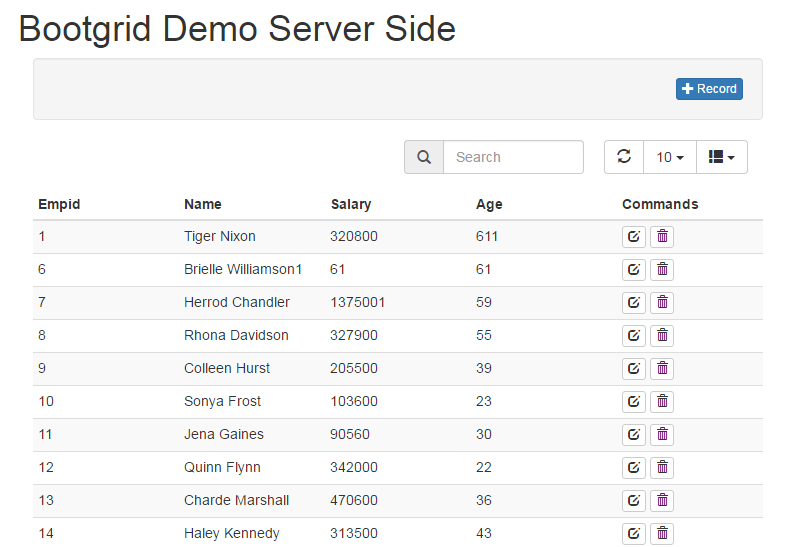 Bootgrid Demo Server Side
Record
Search 10
Empid Name Salary Age Commands
1 Tiger Nixon 320800 611
6 Brielle Williamson1 61 61
7 Herrod Chandler 1375001 59
8 Rhona Davidson 327900 55
9 Colleen Hurst 205500 39
10 Sonya Frost 103600 23
11 Jena Gaines 90560 30
12 Quinn Flynn 342000 22
13 Charde Marshall 470600 36
14 Haley Kennedy 313500 43